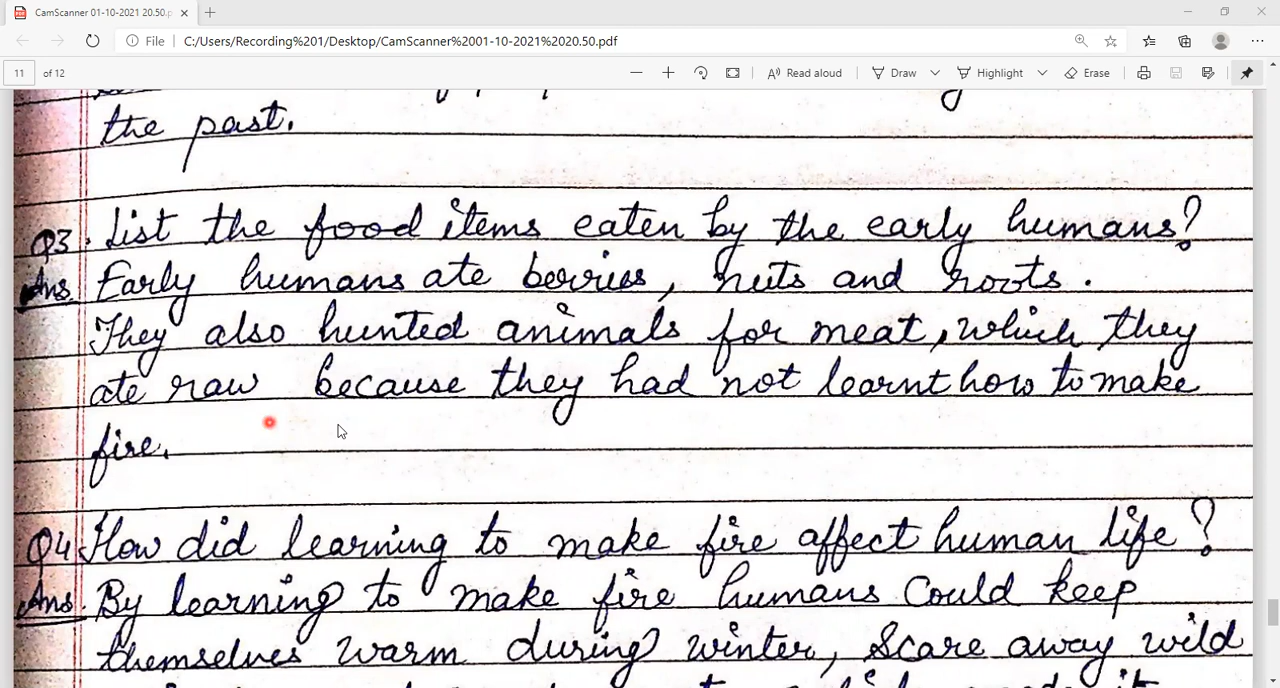 CamScanner 01-10-2021 20.50.p
File | C:/Users/Recording%201/Desktop/CamScanner%2001-10-2021%2020.50.pdf
11 of 12 Read aloud Draw Highlight Erase
the past.
Q3. List the food items eaten by the early humans?
Ans. Early humans ate berries, nuts and roots.
They also hunted animals for meat, which they
ate raw because they had not learnt how to make
fire.
Q4 How did learning to make fire affect human life?
Ans. By learning to make fire humans Could keep
themselves warm during winter, Scare away wild